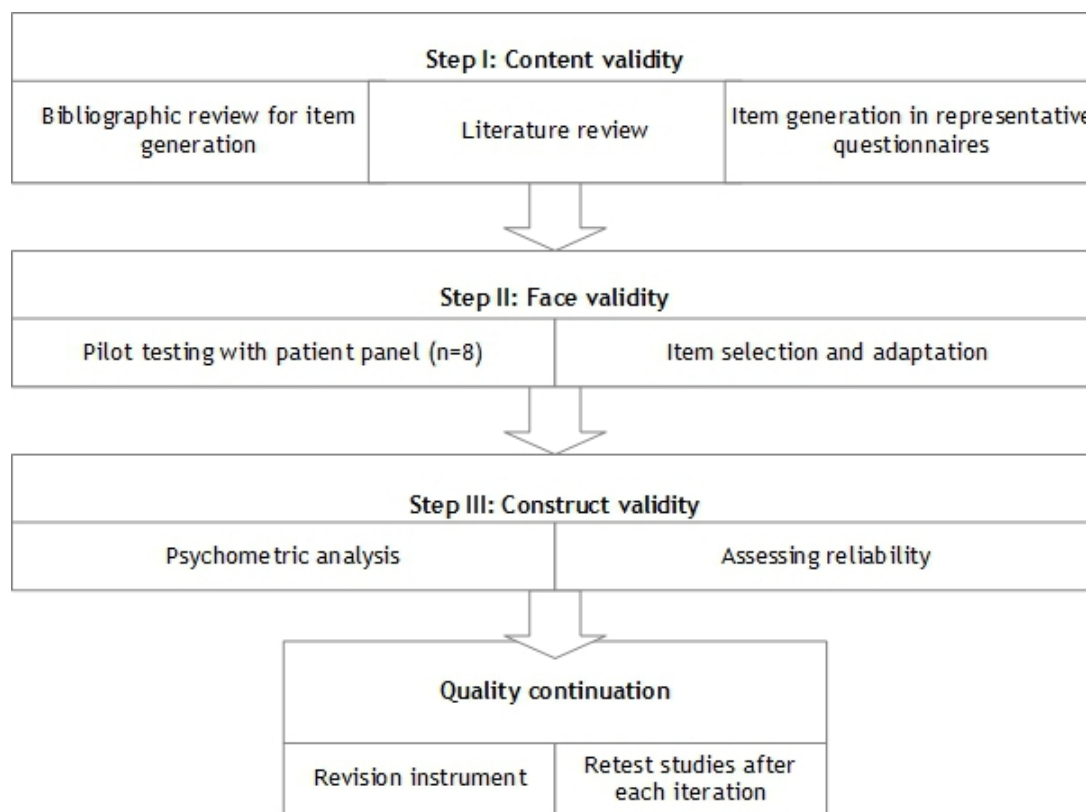 Step I: Content validity
Bibliographic review for item
generation
Literature review
Item generation in representative
questionnaires
Step II: Face validity
Pilot testing with patient panel (n=8)
Item selection and adaptation
Step III: Construct validity
Psychometric analysis
Assessing reliability
Quality continuation
Revision instrument
Retest studies after
each iteration